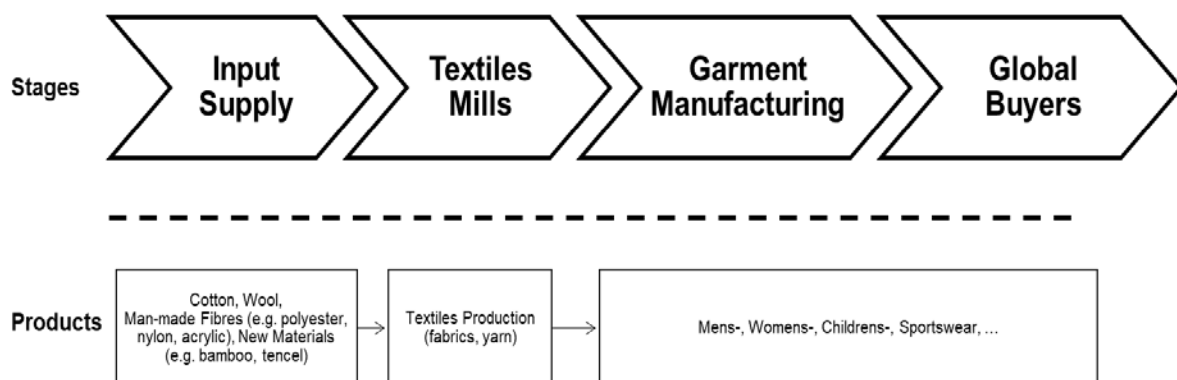 Stages
Input
Supply
Textiles
Mills
Garment
Manufacturing
Global
Buyers
Products
Cotton, Wool,
Man-made Fibres (e.g. polyester,
nylon, acrylic), New Materials
(e.g. bamboo, tencel)
Textiles Production
(fabrics, yarn)
Mens-, Womens-, Childrens-, Sportswear, ...